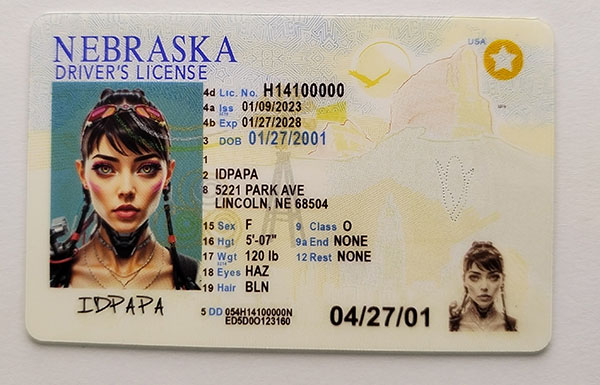 NEBRASKA
USA
DRIVER'S LICENSE
4d Lic. No. H14100000
4a Iss 01/09/2023
4b Exp 01/27/2028
3 DOB 01/27/2001
1
2 IDPAPA
8 5221 PARK AVE
LINCOLN, NE 68504
15 Sex F 9 Class O
16 Hgt 5'-07" 9a End NONE
17 Wgt 120 lb 12 Rest NONE
18 Eyes HAZ
19 Hair BLN
IDPAPA
5 DD 054H14100000N
ED5D0O123160
04/27/01